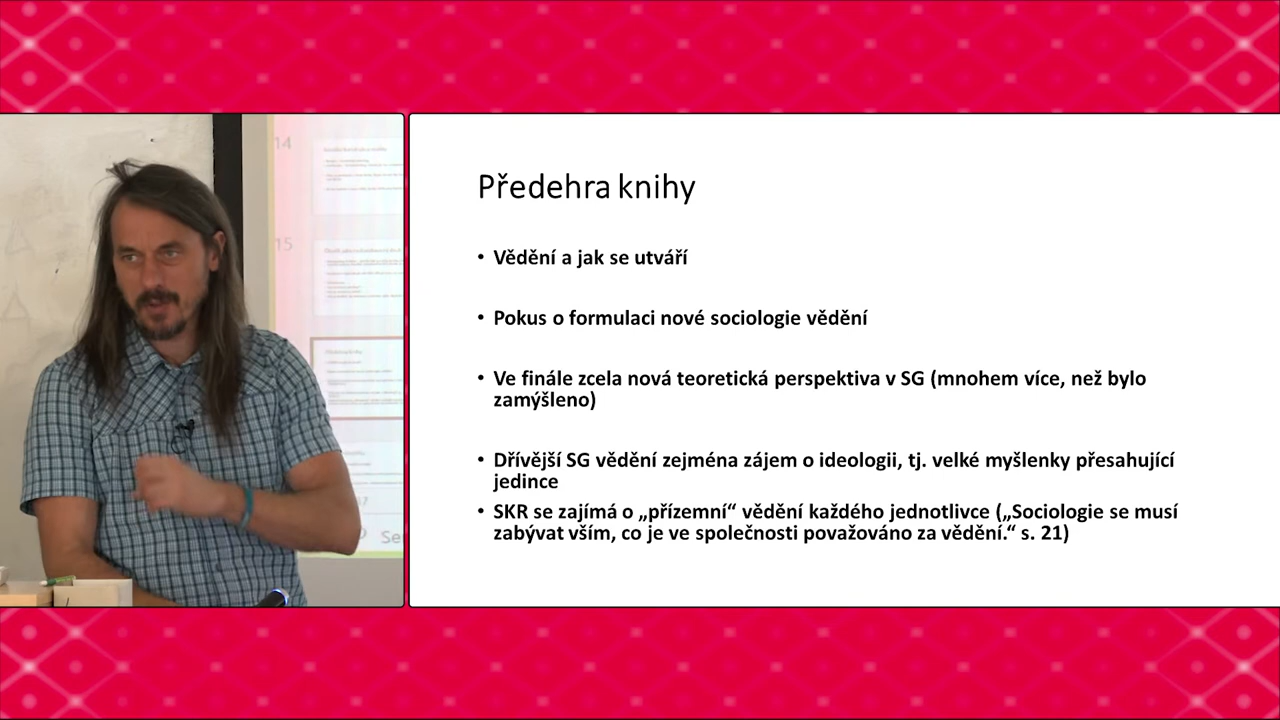 14
15
Předehra knihy
• Vědění a jak se utváří
• Pokus o formulaci nové sociologie vědění
• Ve finále zcela nová teoretická perspektiva v SG (mnohem více, než bylo
zamýšleno)
• Dřívější SG vědění zejména zájem o ideologii, tj. velké myšlenky přesahující
jedince
• SKR se zajímá o „přízemní“ vědění každého jednotlivce („Sociologie se musí
zabývat vším, co je ve společnosti považováno za vědění.“ s. 21)